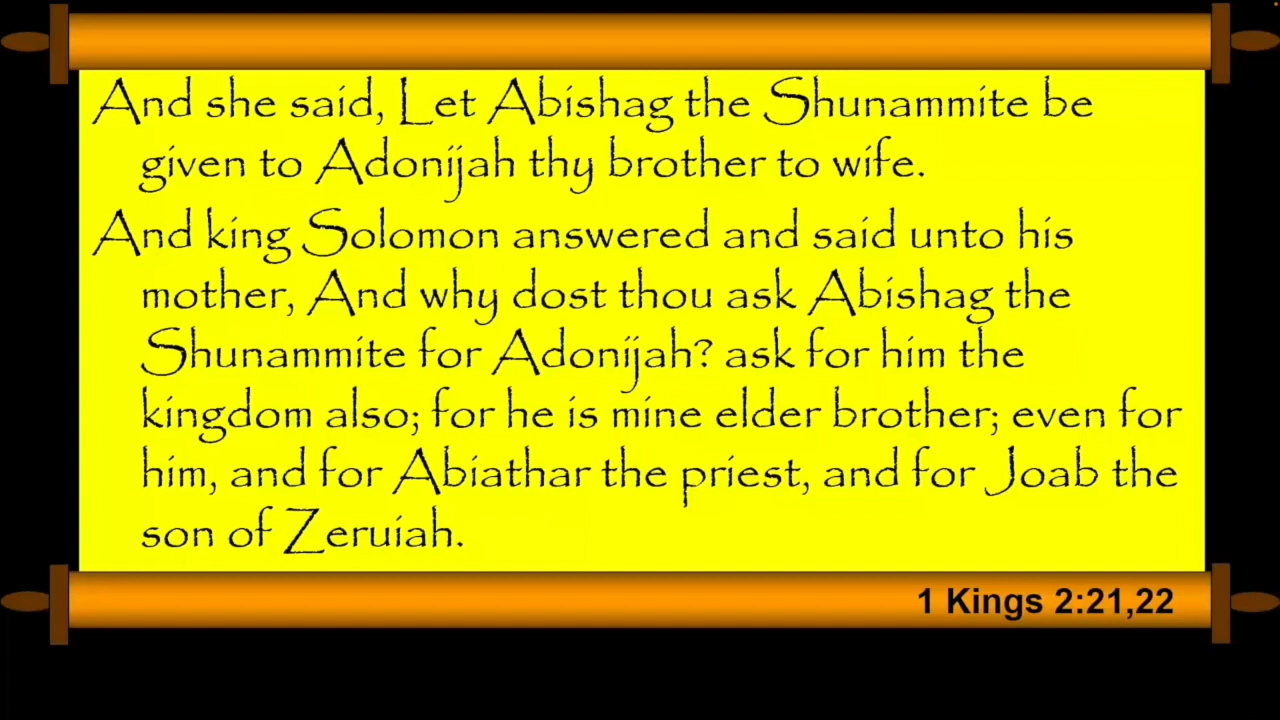 And she said, Let Abishag the Shunammite be
given to Adonijah thy brother to wife.
And king Solomon answered and said unto his
mother, And why dost thou ask Abishag the
Shunammite for Adonijah? ask for him the
kingdom also; for he is mine elder brother; even for
him, and for Abiathar the priest, and for Joab the
son of Zeruiah.
1 Kings 2:21,22